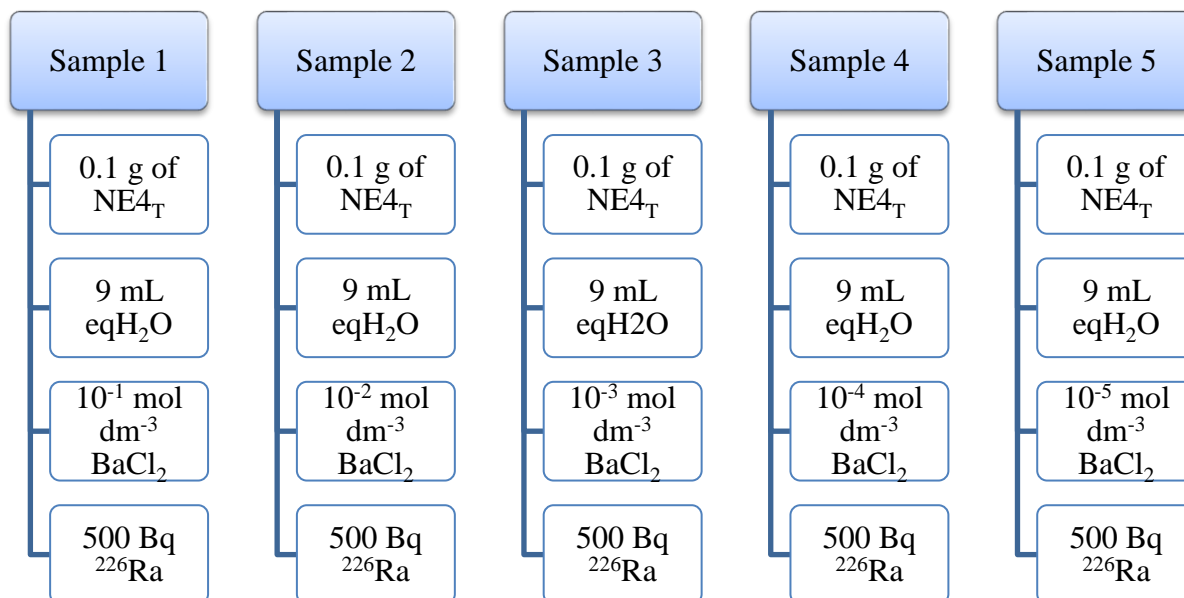 Sample 1
0.1 g of
NE4T
9 mL
eqH₂O
10⁻¹ mol
dm⁻³
BaCl₂
500 Bq
²²⁶Ra
Sample 2
0.1 g of
NE4T
9 mL
eqH₂O
10⁻² mol
dm⁻³
BaCl₂
500 Bq
²²⁶Ra
Sample 3
0.1 g of
NE4T
9 mL
eqH2O
10⁻³ mol
dm⁻³
BaCl₂
500 Bq
²²⁶Ra
Sample 4
0.1 g of
NE4T
9 mL
eqH₂O
10⁻⁴ mol
dm⁻³
BaCl₂
500 Bq
²²⁶Ra
Sample 5
0.1 g of
NE4T
9 mL
eqH₂O
10⁻⁵ mol
dm⁻³
BaCl₂
500 Bq
²²⁶Ra